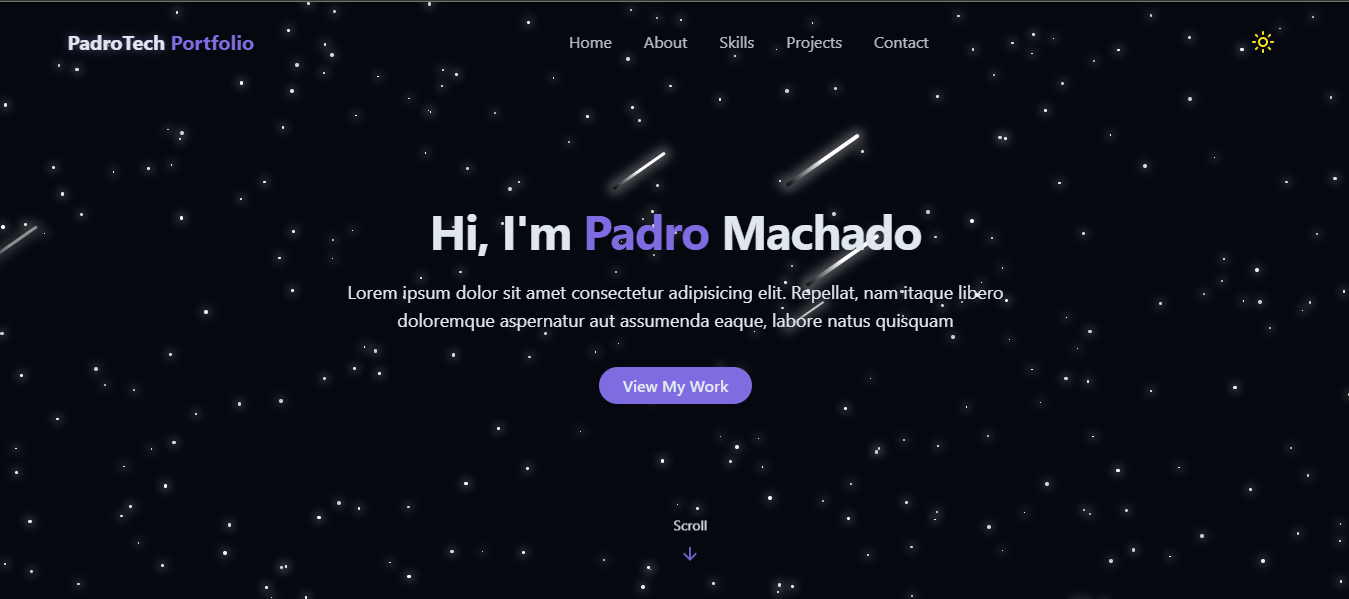 PadroTech Portfolio
Home About Skills Projects Contact
Hi, I'm Padro Machado
Lorem ipsum dolor sit amet consectetur adipisicing elit. Repellat, nam itaque libero
doloremque aspernatur aut assumenda eaque, labore natus quisquam
View My Work
Scroll